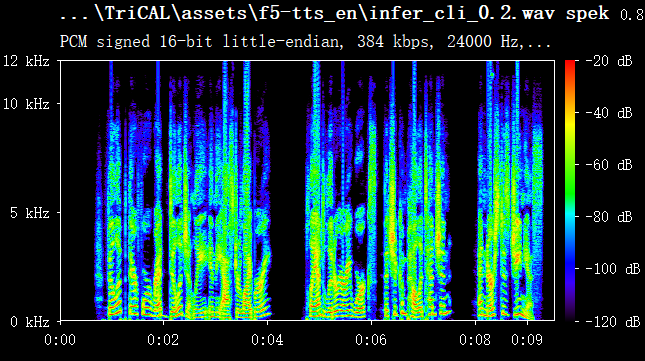 ...\TriCAL\assets\f5-tts_en\infer_cli_0.2.wav spek 0.8
PCM signed 16-bit little-endian, 384 kbps, 24000 Hz,...
12 kHz
10 kHz
5 kHz
0 kHz
0:00 0:02 0:04 0:06 0:08 0:09
-20 dB
-40 dB
-60 dB
-80 dB
-100 dB
-120 dB